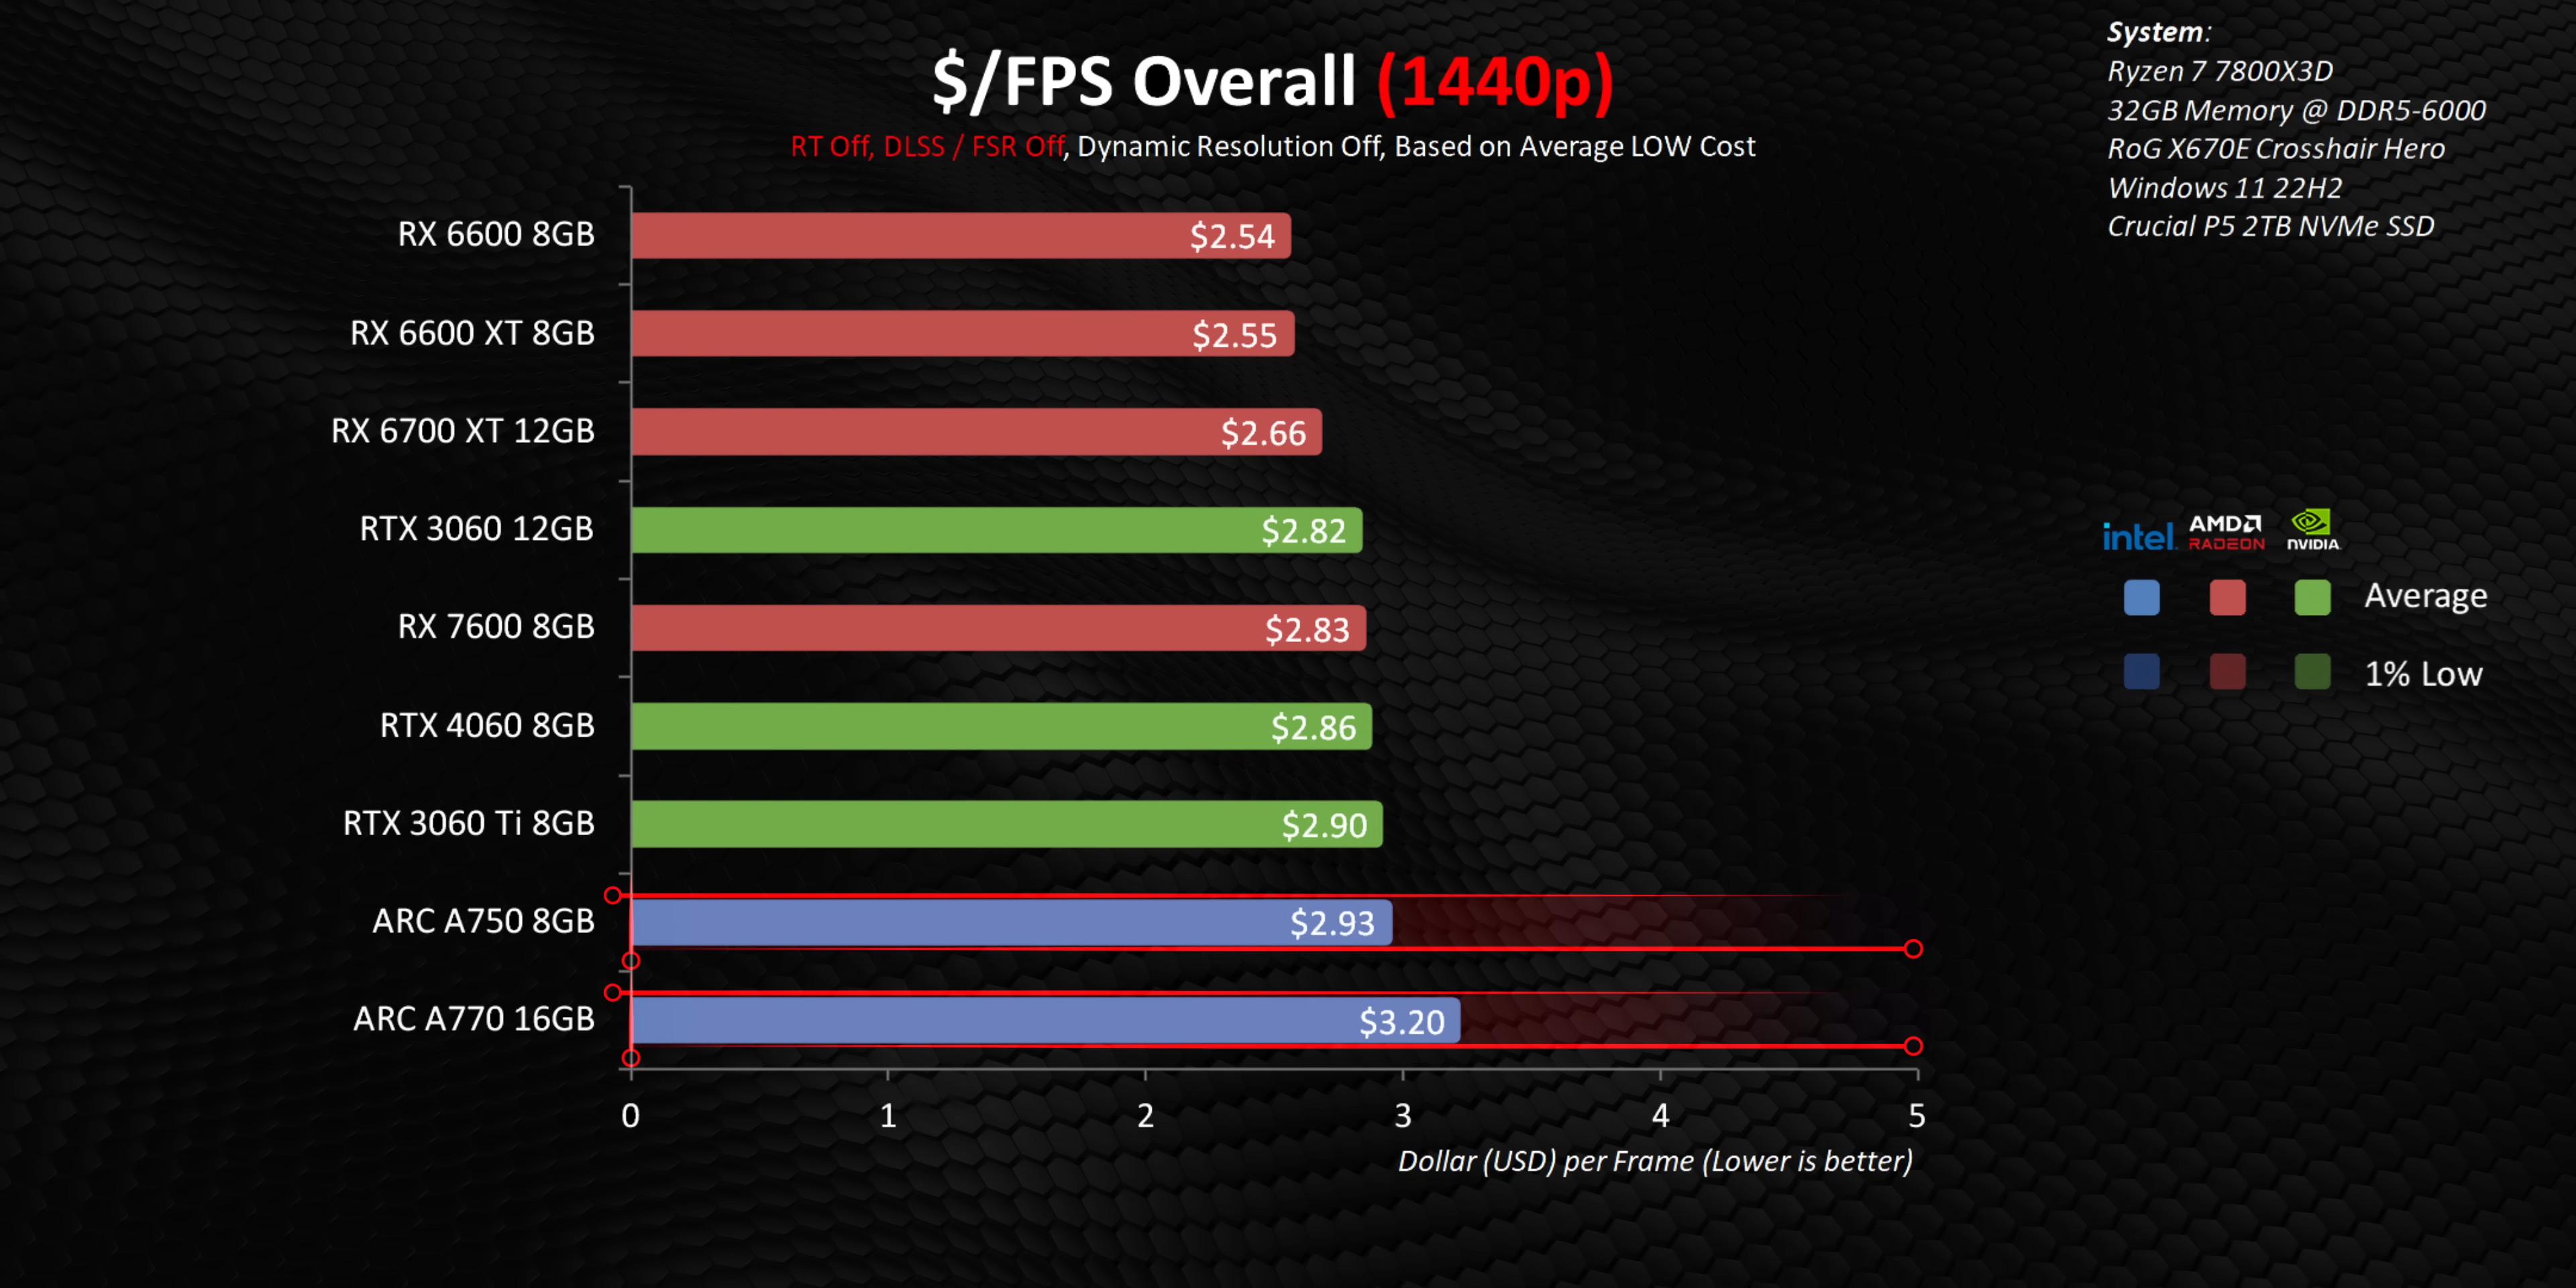 $/FPS Overall (1440p)
RT Off, DLSS / FSR Off, Dynamic Resolution Off, Based on Average LOW Cost
System:
Ryzen 7 7800X3D
32GB Memory @ DDR5-6000
RoG X670E Crosshair Hero
Windows 11 22H2
Crucial P5 2TB NVMe SSD
RX 6600 8GB $2.54
RX 6600 XT 8GB $2.55
RX 6700 XT 12GB $2.66
RTX 3060 12GB $2.82
RX 7600 8GB $2.83
RTX 4060 8GB $2.86
RTX 3060 Ti 8GB $2.90
ARC A750 8GB $2.93
ARC A770 16GB $3.20
0 1 2 3 4 5
Dollar (USD) per Frame (Lower is better)
intel. AMD RADEON NVIDIA.
Average
1% Low